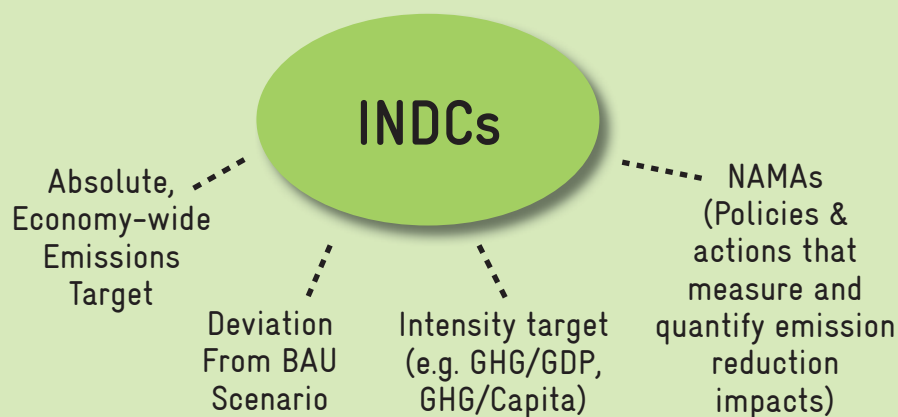 INDCs
Absolute,
Economy-wide
Emissions
Target
Deviation
From BAU
Scenario
Intensity target
(e.g. GHG/GDP,
GHG/Capita)
NAMAs
(Policies &
actions that
measure and
quantify emission
reduction
impacts)